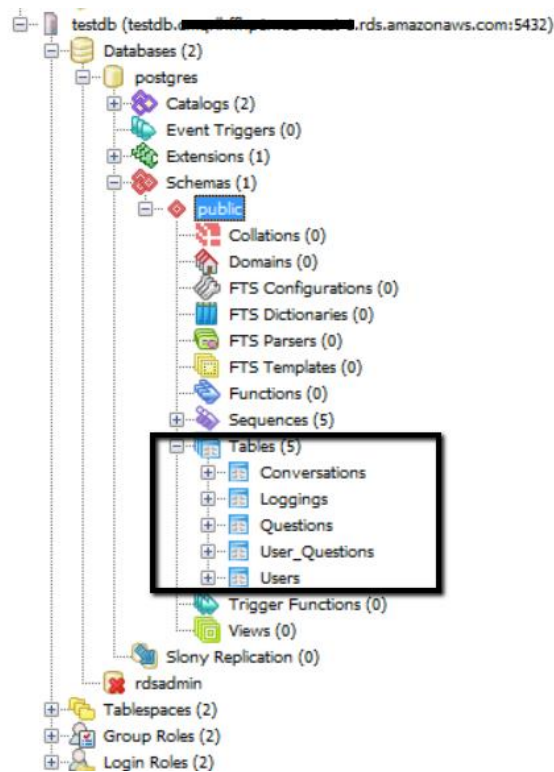 testdb (testdb. .rds.amazonaws.com:5432)
Databases (2)
postgres
Catalogs (2)
Event Triggers (0)
Extensions (1)
Schemas (1)
public
Collations (0)
Domains (0)
FTS Configurations (0)
FTS Dictionaries (0)
FTS Parsers (0)
FTS Templates (0)
Functions (0)
Sequences (5)
Tables (5)
Conversations
Loggings
Questions
User_Questions
Users
Trigger Functions (0)
Views (0)
Slony Replication (0)
rdsadmin
Tablespaces (2)
Group Roles (2)
Login Roles (2)